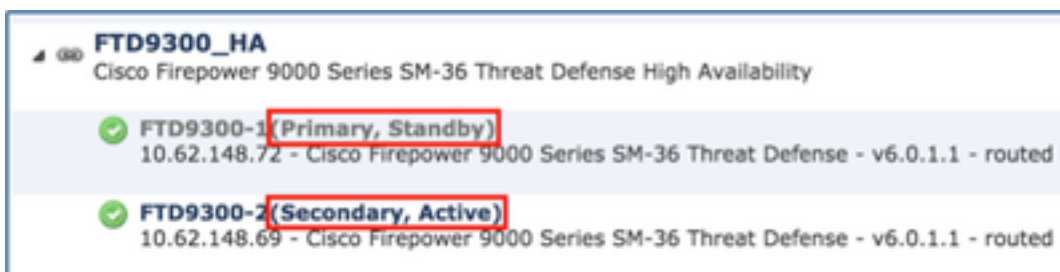 FTD9300_HA
Cisco Firepower 9000 Series SM-36 Threat Defense High Availability
FTD9300-1(Primary, Standby)
10.62.148.72 - Cisco Firepower 9000 Series SM-36 Threat Defense - v6.0.1.1 - routed
FTD9300-2(Secondary, Active)
10.62.148.69 - Cisco Firepower 9000 Series SM-36 Threat Defense - v6.0.1.1 - routed